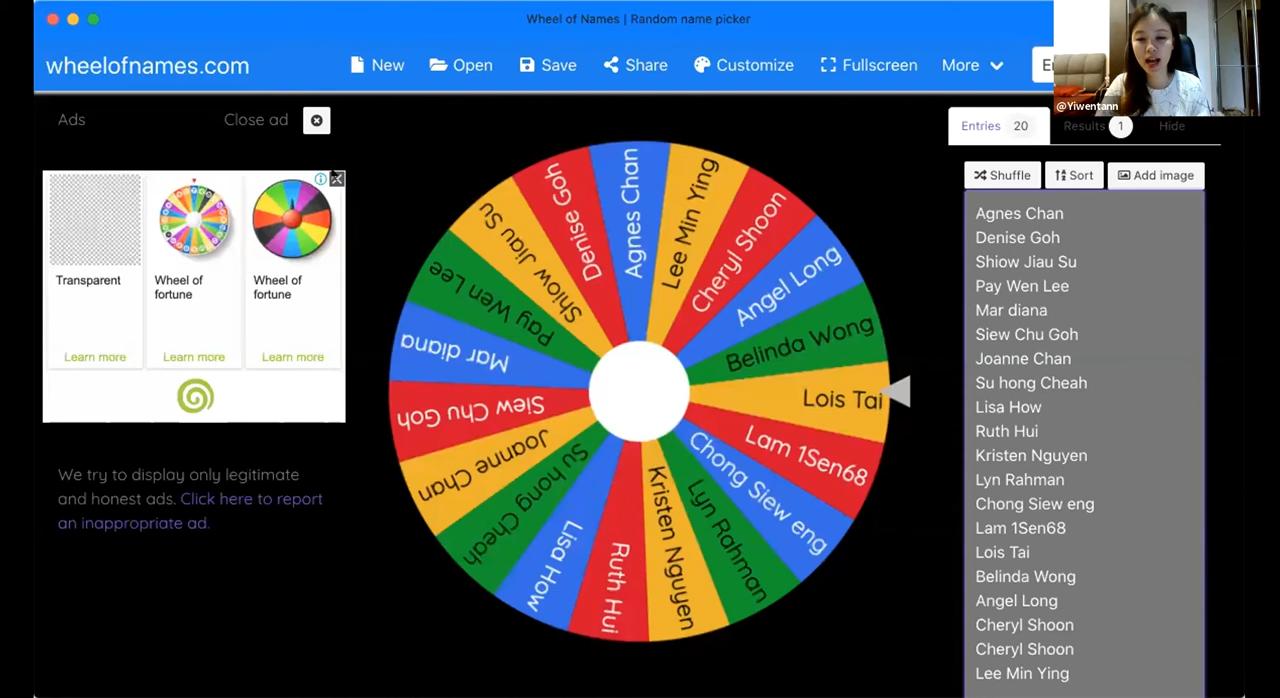 Wheel of Names | Random name picker
wheelofnames.com
New
Open
Save
Share
Customize
Fullscreen
More
@Yiwentann
Ads
Close ad
Transparent
Learn more
Wheel of
fortune
Learn more
Wheel of
fortune
Learn more
We try to display only legitimate
and honest ads. Click here to report
an inappropriate ad.
Agnes Chan
Lee Min Ying
Cheryl Shoon
Angel Long
Belinda Wong
Lois Tai
Lam 1Sen68
Chong Siew eng
Lyn Rahman
Kristen Nguyen
Ruth Hui
Lisa How
Su hong Cheah
Joanne Chan
Siew Chu Goh
Mar diana
Pay Wen Lee
Shiow Jiau Su
Denise Goh
Entries 20
Results 1
Hide
Shuffle
Sort
Add image
Agnes Chan
Denise Goh
Shiow Jiau Su
Pay Wen Lee
Mar diana
Siew Chu Goh
Joanne Chan
Su hong Cheah
Lisa How
Ruth Hui
Kristen Nguyen
Lyn Rahman
Chong Siew eng
Lam 1Sen68
Lois Tai
Belinda Wong
Angel Long
Cheryl Shoon
Cheryl Shoon
Lee Min Ying